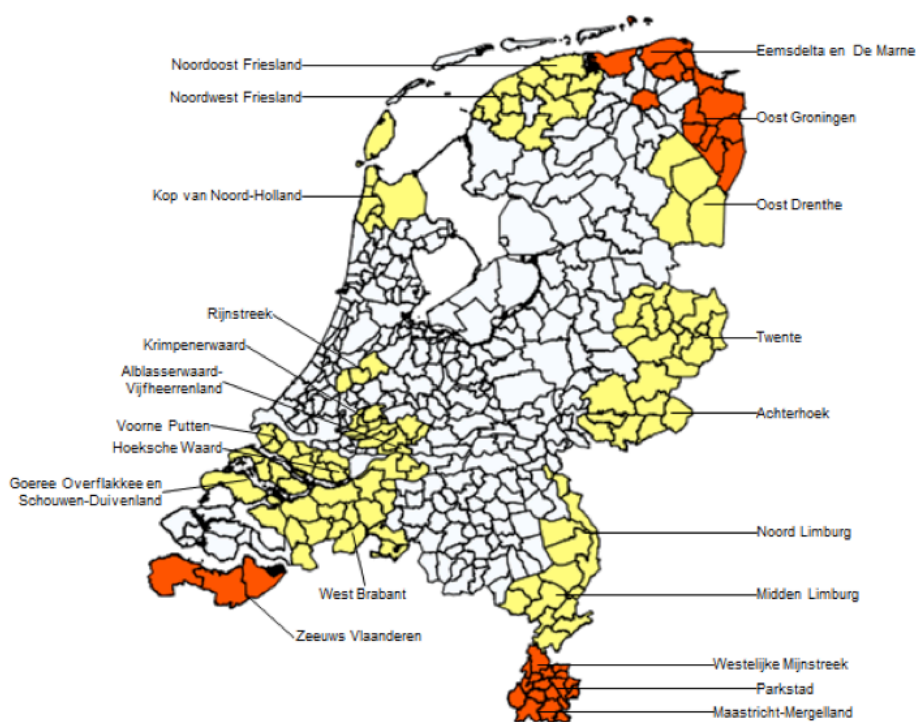 Eemsdelta en De Marne
Noordoost Friesland
Noordwest Friesland
Oost Groningen
Kop van Noord-Holland
Oost Drenthe
Rijnstreek
Krimpenerwaard
Twente
Alblasserwaard-
Vijfheerrenland
Achterhoek
Voorne Putten
Hoeksche Waard
Goeree Overflakkee en
Schouwen-Duivenland
Noord Limburg
West Brabant
Midden Limburg
Zeeuws Vlaanderen
Westelijke Mijnstreek
Parkstad
Maastricht-Mergelland